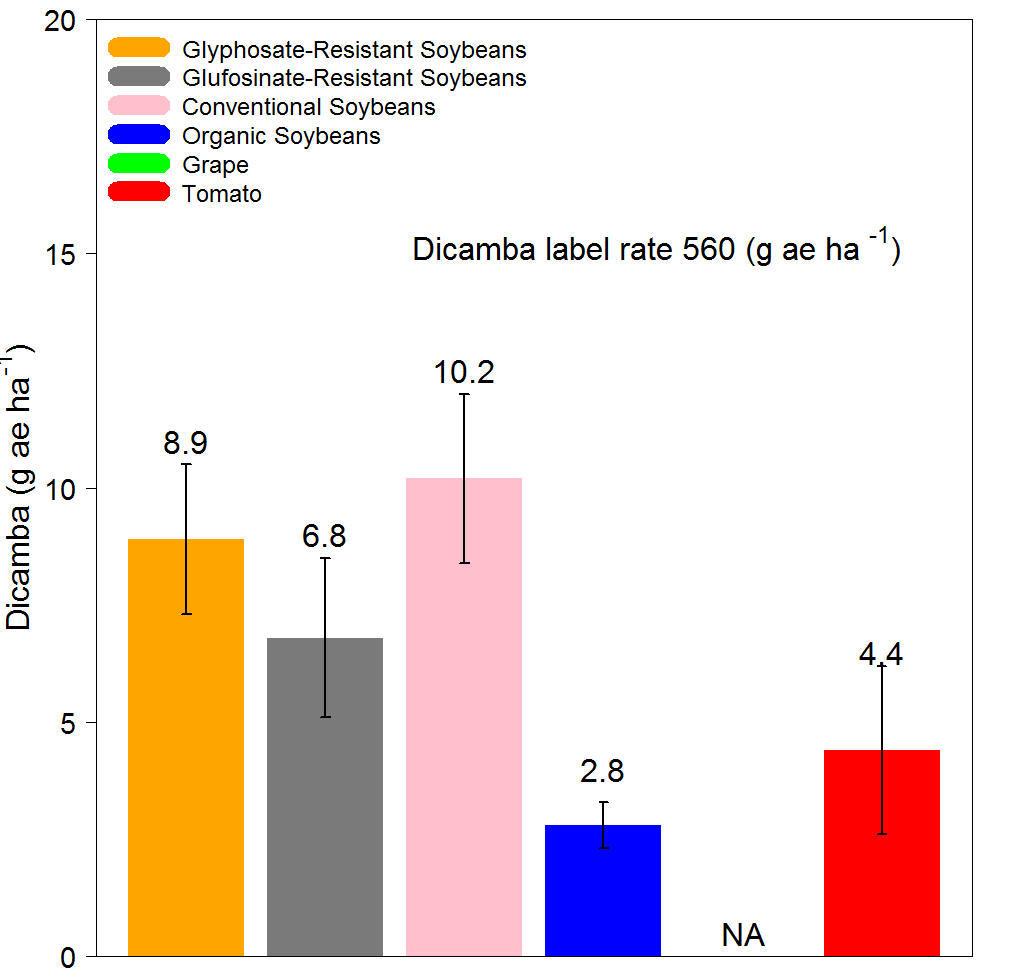 20
Glyphosate-Resistant Soybeans
Glufosinate-Resistant Soybeans
Conventional Soybeans
Organic Soybeans
Grape
Tomato
Dicamba label rate 560 (g ae ha -1)
15
10.2
8.9
10
6.8
4.4
5
2.8
NA
0
Dicamba (g ae ha-1)